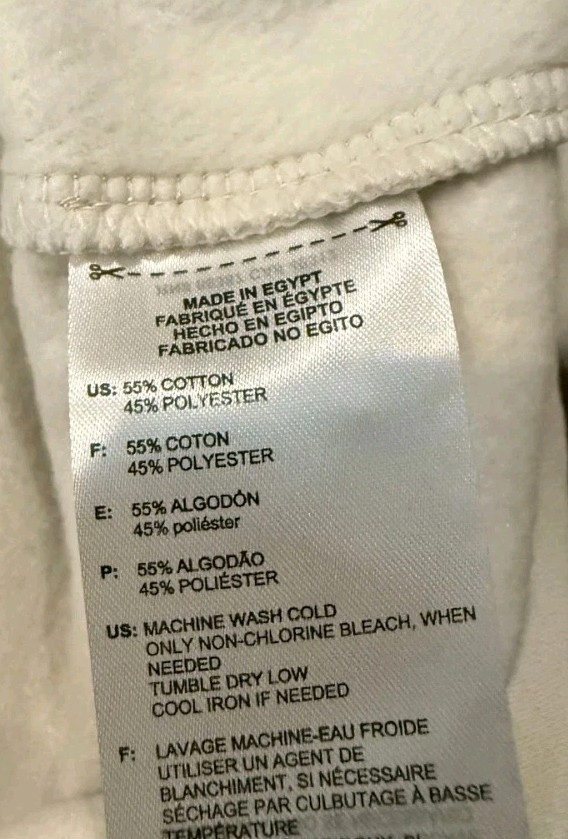 MADE IN EGYPT
FABRIQUÉ EN ÉGYPTE
HECHO EN EGIPTO
FABRICADO NO EGITO
US: 55% COTTON
45% POLYESTER
F: 55% COTON
45% POLYESTER
E: 55% ALGODÓN
45% poliéster
P: 55% ALGODÃO
45% POLIÉSTER
US: MACHINE WASH COLD
ONLY NON-CHLORINE BLEACH, WHEN
NEEDED
TUMBLE DRY LOW
COOL IRON IF NEEDED
F: LAVAGE MACHINE-EAU FROIDE
UTILISER UN AGENT DE
BLANCHIMENT, SI NÉCESSAIRE
SÉCHAGE PAR CULBUTAGE À BASSE
TEMPÉRATURE